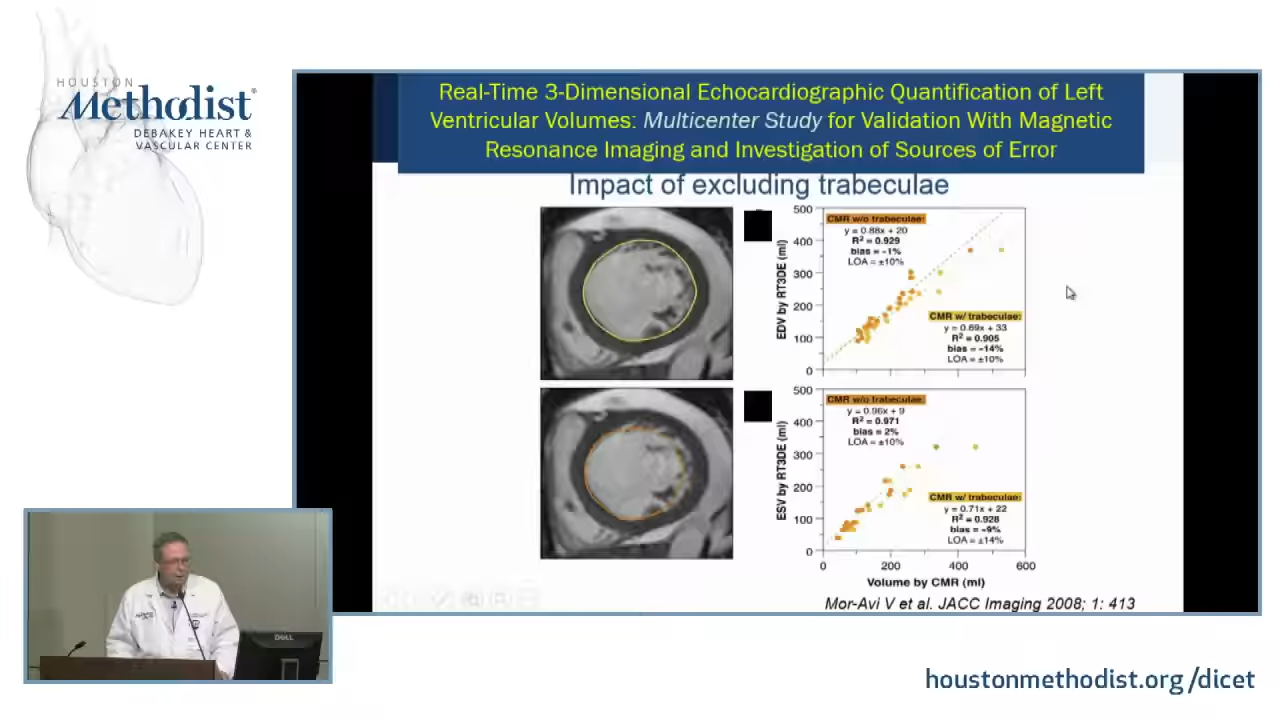 HOUSTON
Methodist
DEBAKEY HEART &
VASCULAR CENTER
Real-Time 3-Dimensional Echocardiographic Quantification of Left
Ventricular Volumes: Multicenter Study for Validation With Magnetic
Resonance Imaging and Investigation of Sources of Error
Impact of excluding trabeculae
EDV by RT3DE (ml)
500
400
300
200
100
0
CMR w/o trabeculae:
y = 0.88x + 20
R² = 0.929
bias = -1%
LOA = ±10%
CMR w/ trabeculae:
y = 0.69x + 33
R² = 0.905
bias = -14%
LOA = ±10%
ESV by RT3DE (ml)
500
400
300
200
100
0
CMR w/o trabeculae:
y = 0.96x + 9
R² = 0.971
bias = 2%
LOA = ±10%
CMR w/ trabeculae:
y = 0.71x + 22
R² = 0.928
bias = -9%
LOA = ±14%
0 200 400 600
Volume by CMR (ml)
Mor-Avi V et al. JACC Imaging 2008; 1: 413
DELL
houstonmethodist.org/dicet